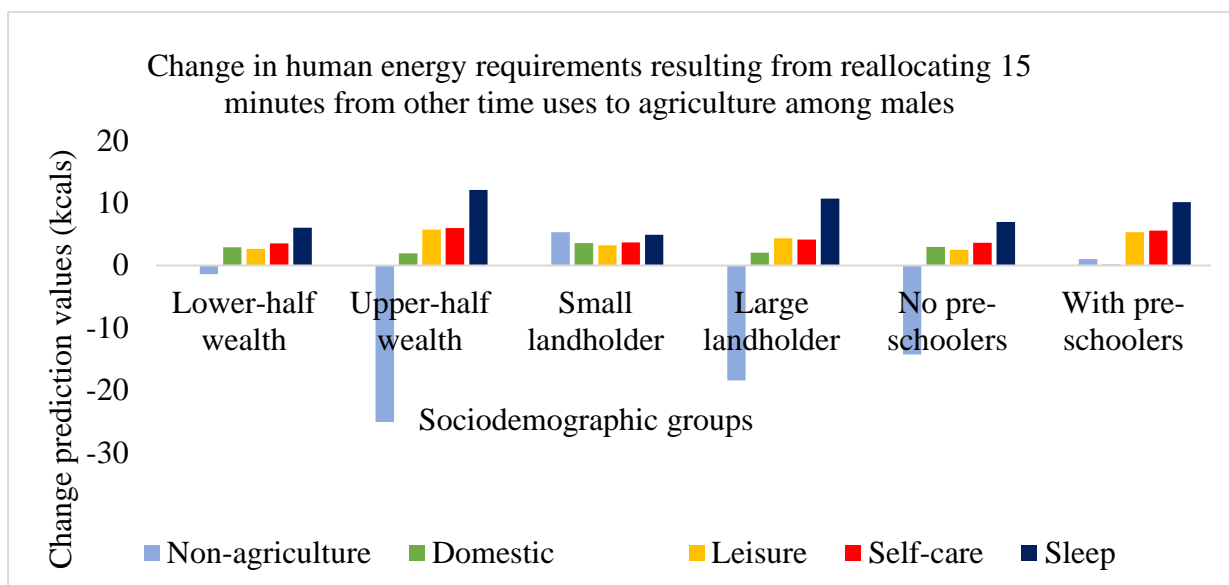 Change in human energy requirements resulting from reallocating 15
minutes from other time uses to agriculture among males
Change prediction values (kcals)
20
10
0
-10
-20
-30
Lower-half
wealth
Upper-half
wealth
Small
landholder
Large
landholder
No pre-
schoolers
With pre-
schoolers
Sociodemographic groups
Non-agriculture
Domestic
Leisure
Self-care
Sleep